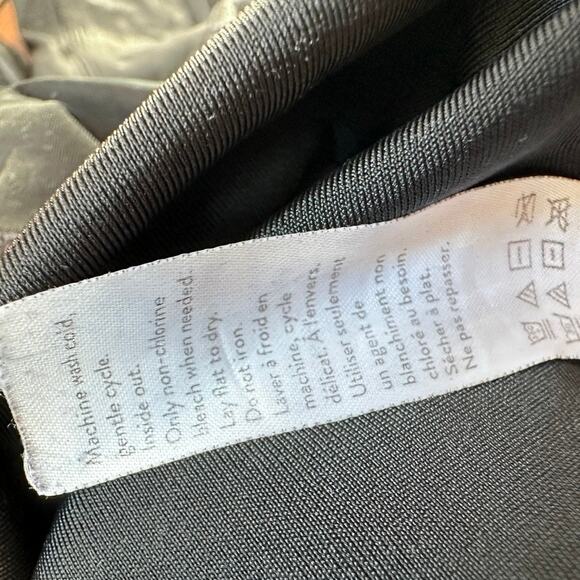 Machine wash cold,
gentle cycle.
Inside out.
Only non-chlorine
bleach when needed.
Lay flat to dry.
Do not iron.
Laver à froid en
machine, cycle
délicat. À l'envers.
Utiliser seulement
un agent de
blanchiment non
chloré au besoin.
Sécher à plat.
Ne pas repasser.